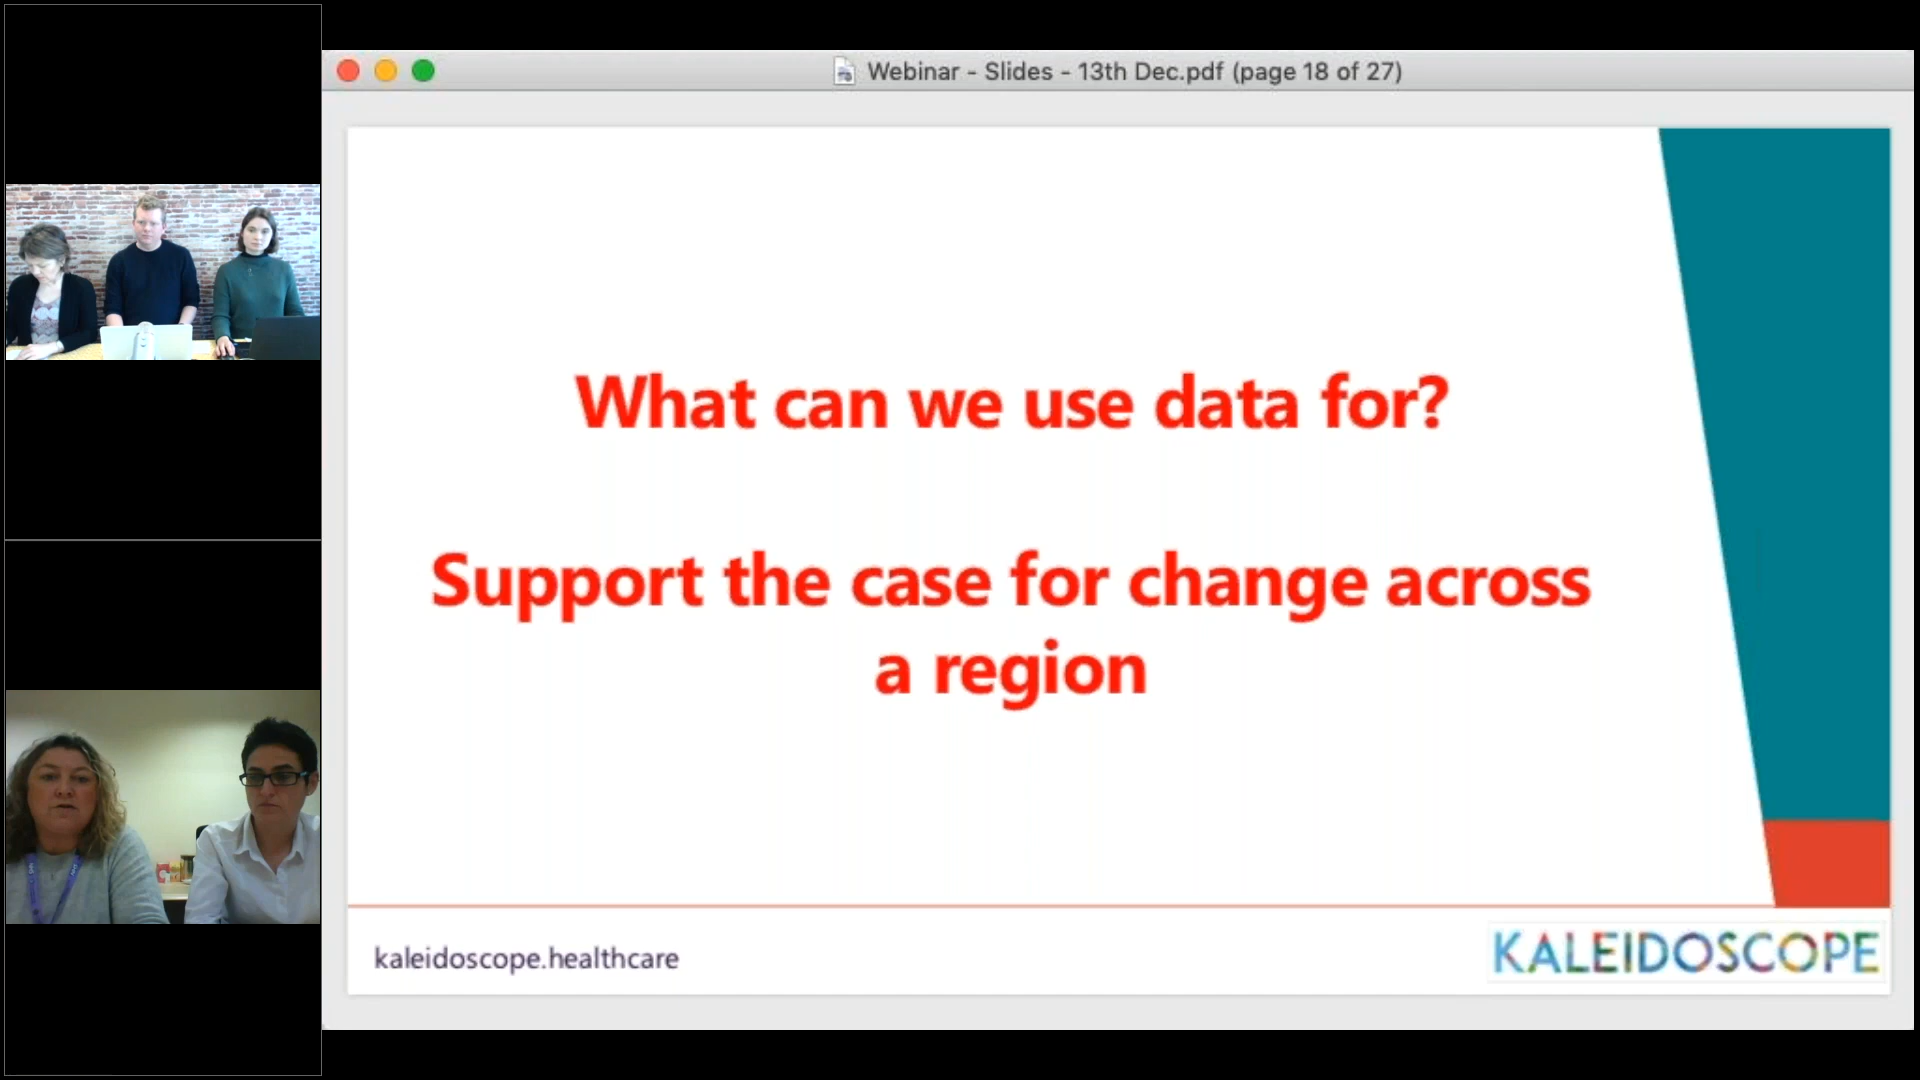 Webinar - Slides - 13th Dec.pdf (page 18 of 27)
What can we use data for?
Support the case for change across
a region
kaleidoscope.healthcare
KALEIDOSCOPE